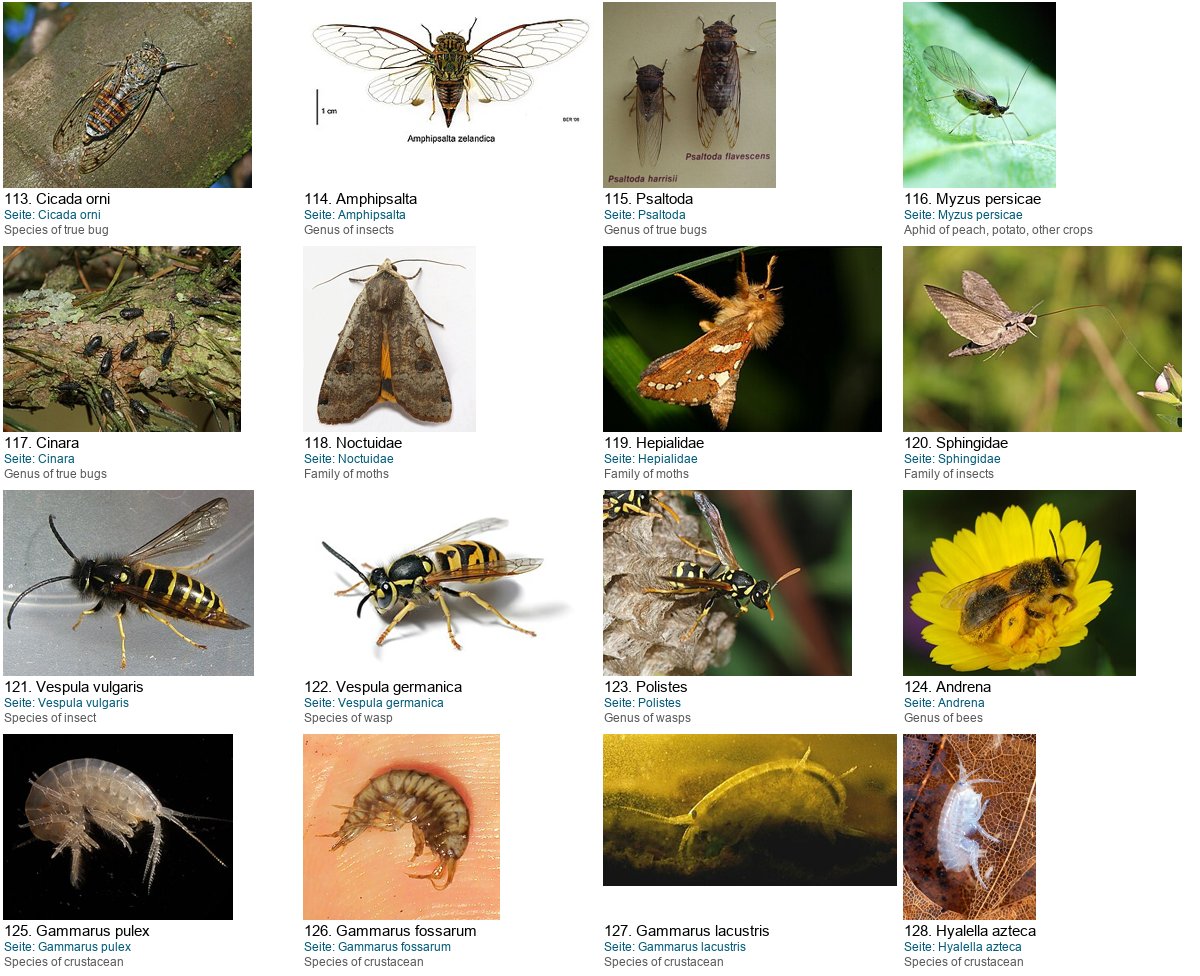 1 cm
BER '06
Amphipsalta zelandica
Psaltoda flavescens
Psaltoda harrisii
113. Cicada orni
Seite: Cicada orni
Species of true bug
114. Amphipsalta
Seite: Amphipsalta
Genus of insects
115. Psaltoda
Seite: Psaltoda
Genus of true bugs
116. Myzus persicae
Seite: Myzus persicae
Aphid of peach, potato, other crops
117. Cinara
Seite: Cinara
Genus of true bugs
118. Noctuidae
Seite: Noctuidae
Family of moths
119. Hepialidae
Seite: Hepialidae
Family of moths
120. Sphingidae
Seite: Sphingidae
Family of insects
121. Vespula vulgaris
Seite: Vespula vulgaris
Species of insect
122. Vespula germanica
Seite: Vespula germanica
Species of wasp
123. Polistes
Seite: Polistes
Genus of wasps
124. Andrena
Seite: Andrena
Genus of bees
125. Gammarus pulex
Seite: Gammarus pulex
Species of crustacean
126. Gammarus fossarum
Seite: Gammarus fossarum
Species of crustacean
127. Gammarus lacustris
Seite: Gammarus lacustris
Species of crustacean
128. Hyalella azteca
Seite: Hyalella azteca
Species of crustacean